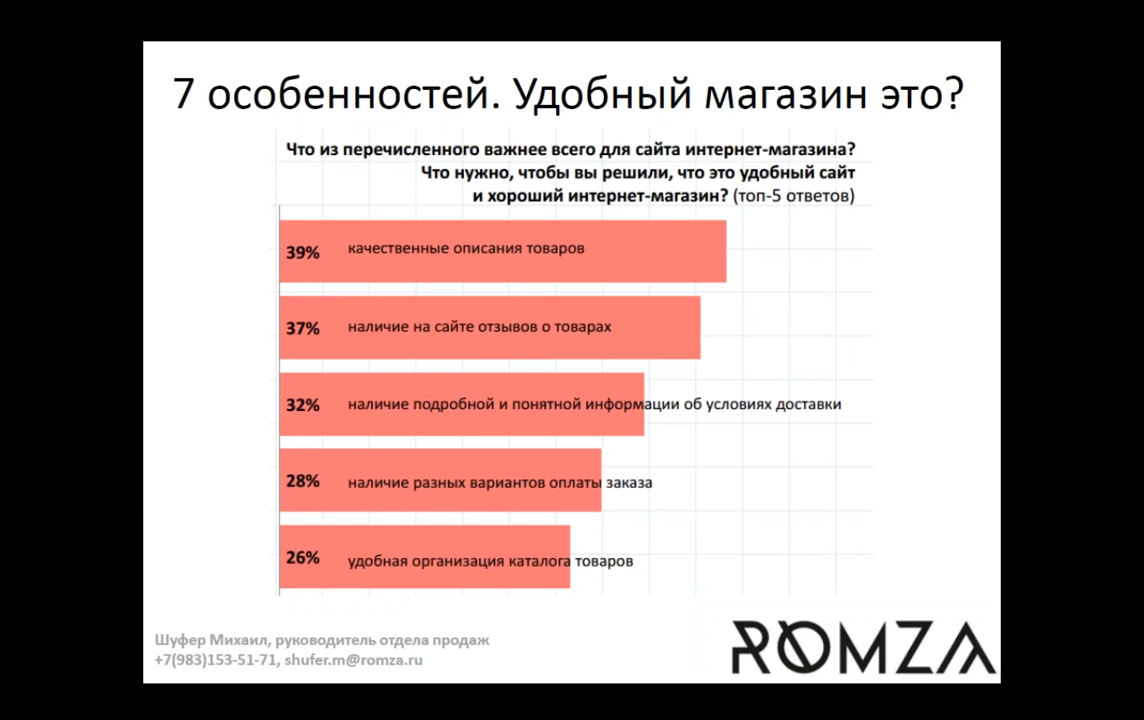 7 особенностей. Удобный магазин это?
Что из перечисленного важнее всего для сайта интернет-магазина?
Что нужно, чтобы вы решили, что это удобный сайт
и хороший интернет-магазин? (топ-5 ответов)
39% качественные описания товаров
37% наличие на сайте отзывов о товарах
32% наличие подробной и понятной информации об условиях доставки
28% наличие разных вариантов оплаты заказа
26% удобная организация каталога товаров
Шуфер Михаил, руководитель отдела продаж
+7(983)153-51-71, shufer.m@romza.ru
ROMZA